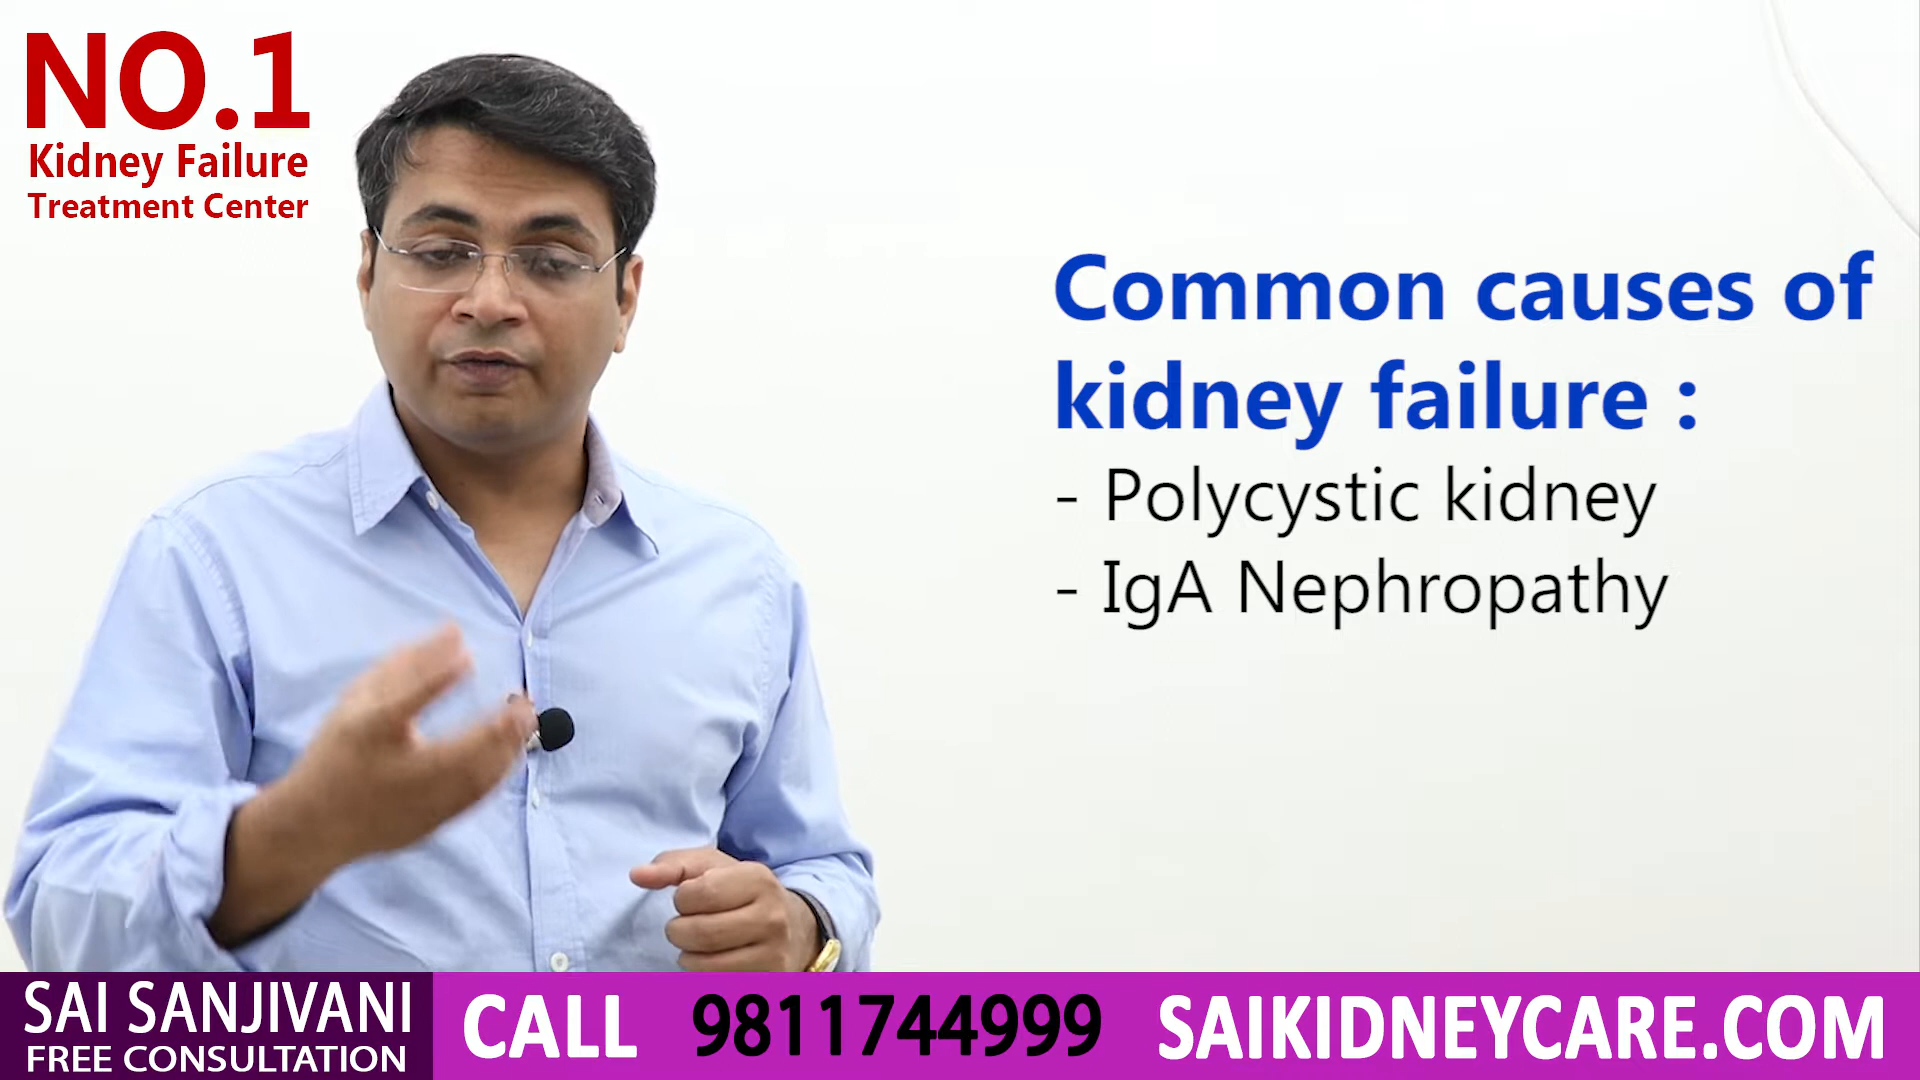 NO.1
Kidney Failure
Treatment Center
Common causes of
kidney failure :
- Polycystic kidney
- IgA Nephropathy
SAI SANJIVANI
FREE CONSULTATION
CALL 9811744999 SAIKIDNEYCARE.COM